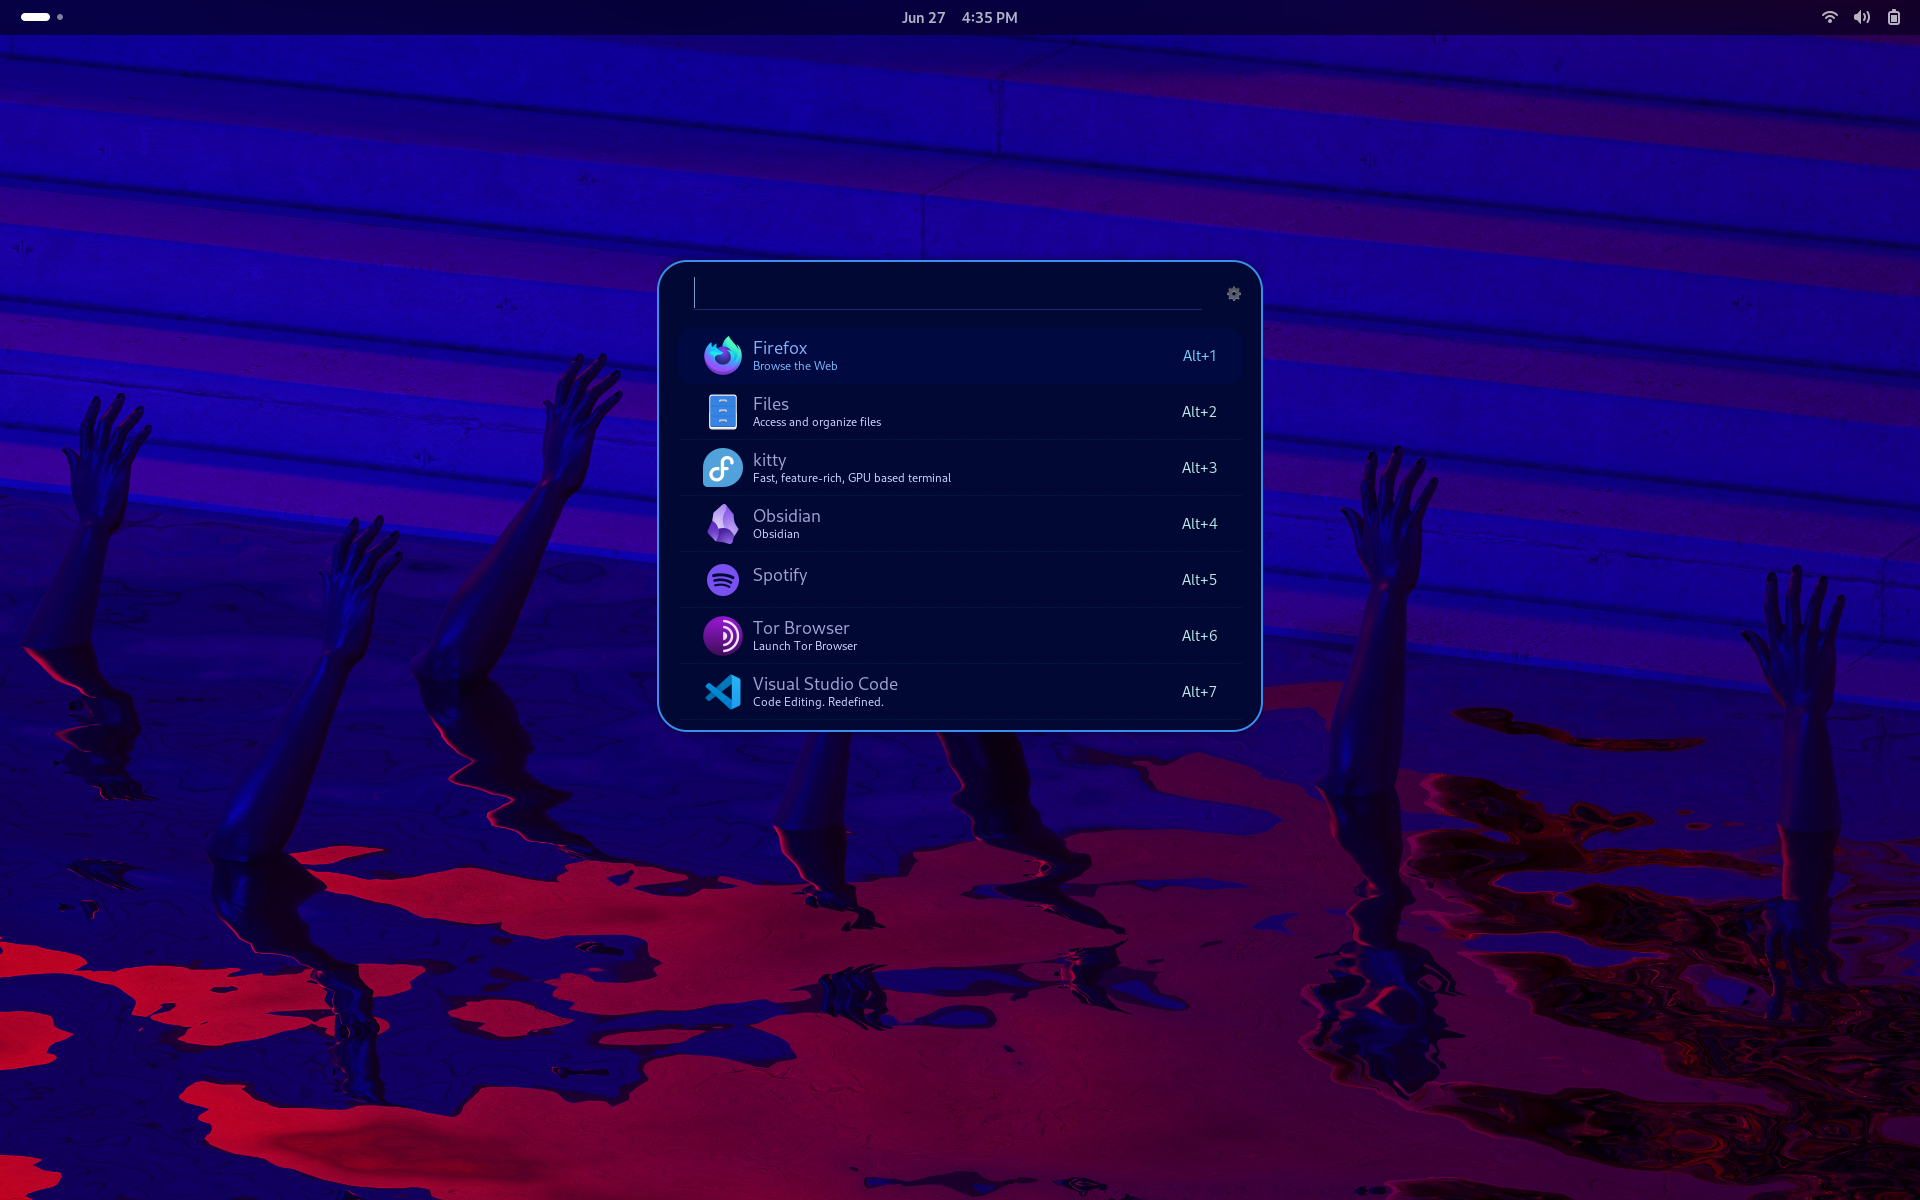 Jun 27 4:35 PM
Firefox
Browse the Web
Alt+1
Files
Access and organize files
Alt+2
kitty
Fast, feature-rich, GPU based terminal
Alt+3
Obsidian
Obsidian
Alt+4
Spotify
Alt+5
Tor Browser
Launch Tor Browser
Alt+6
Visual Studio Code
Code Editing. Redefined.
Alt+7